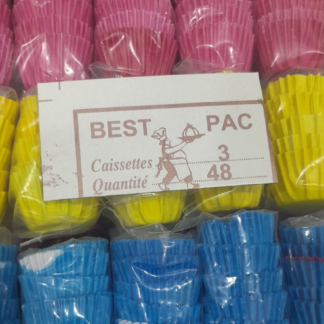 BEST PAC
Caissettes 3
Quantité 48